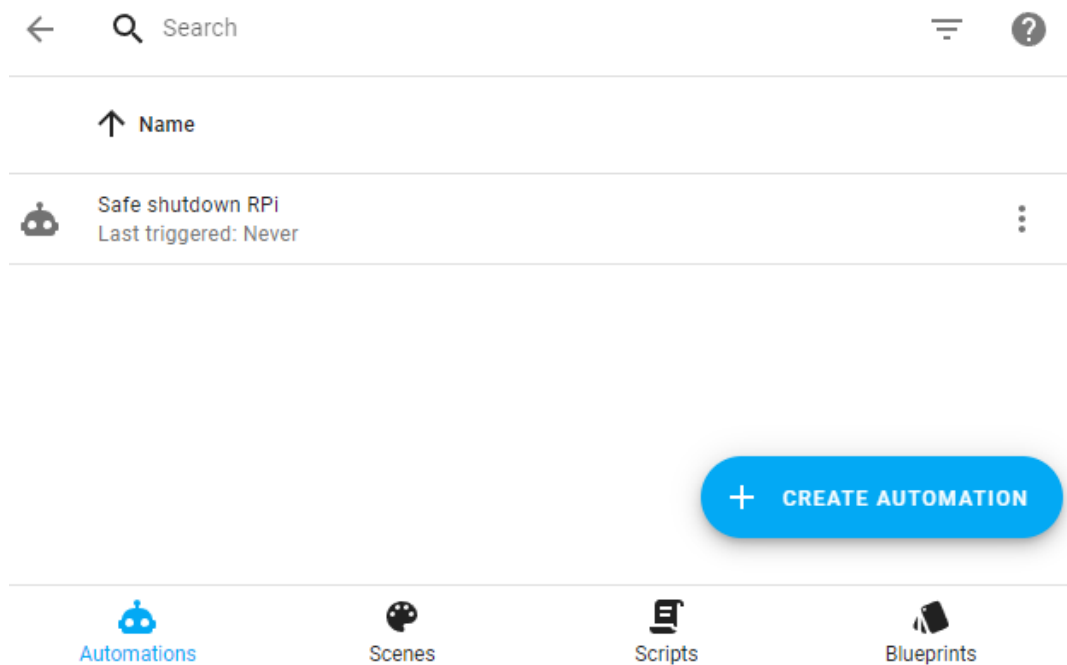 Search
Name
Safe shutdown RPi
Last triggered: Never
CREATE AUTOMATION
Automations
Scenes
Scripts
Blueprints